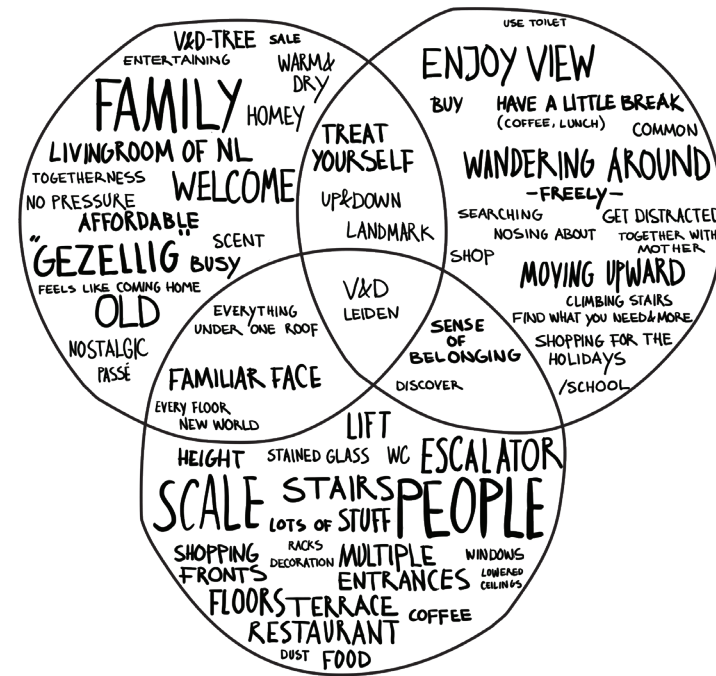 V&D-TREE
SALE
ENTERTAINING
WARM &
DRY
FAMILY
HOMEY
LIVINGROOM OF NL
TOGETHERNESS
WELCOME
NO PRESSURE
AFFORDABLE
"GEZELLIG"
SCENT
BUSY
FEELS LIKE COMING HOME
OLD
NOSTALGIC
PASSÉ
TREAT
YOURSELF
UP&DOWN
LANDMARK
USE TOILET
ENJOY VIEW
BUY
HAVE A LITTLE BREAK
(COFFEE, LUNCH)
COMMON
WANDERING AROUND
-FREELY-
SEARCHING
GET DISTRACTED
NOSING ABOUT
TOGETHER WITH
MOTHER
SHOP
MOVING UPWARD
CLIMBING STAIRS
FIND WHAT YOU NEED&MORE
SHOPPING FOR THE
HOLIDAYS
/SCHOOL
V&D
LEIDEN
EVERYTHING
UNDER ONE ROOF
FAMILIAR FACE
EVERY FLOOR
NEW WORLD
SENSE
OF
BELONGING
DISCOVER
LIFT
HEIGHT
STAINED GLASS
WC
ESCALATOR
SCALE
STAIRS
PEOPLE
LOTS OF STUFF
SHOPPING
FRONTS
RACKS
DECORATION
MULTIPLE
ENTRANCES
WINDOWS
LOWERED
CEILINGS
FLOORS
TERRACE
COFFEE
RESTAURANT
DUST
FOOD